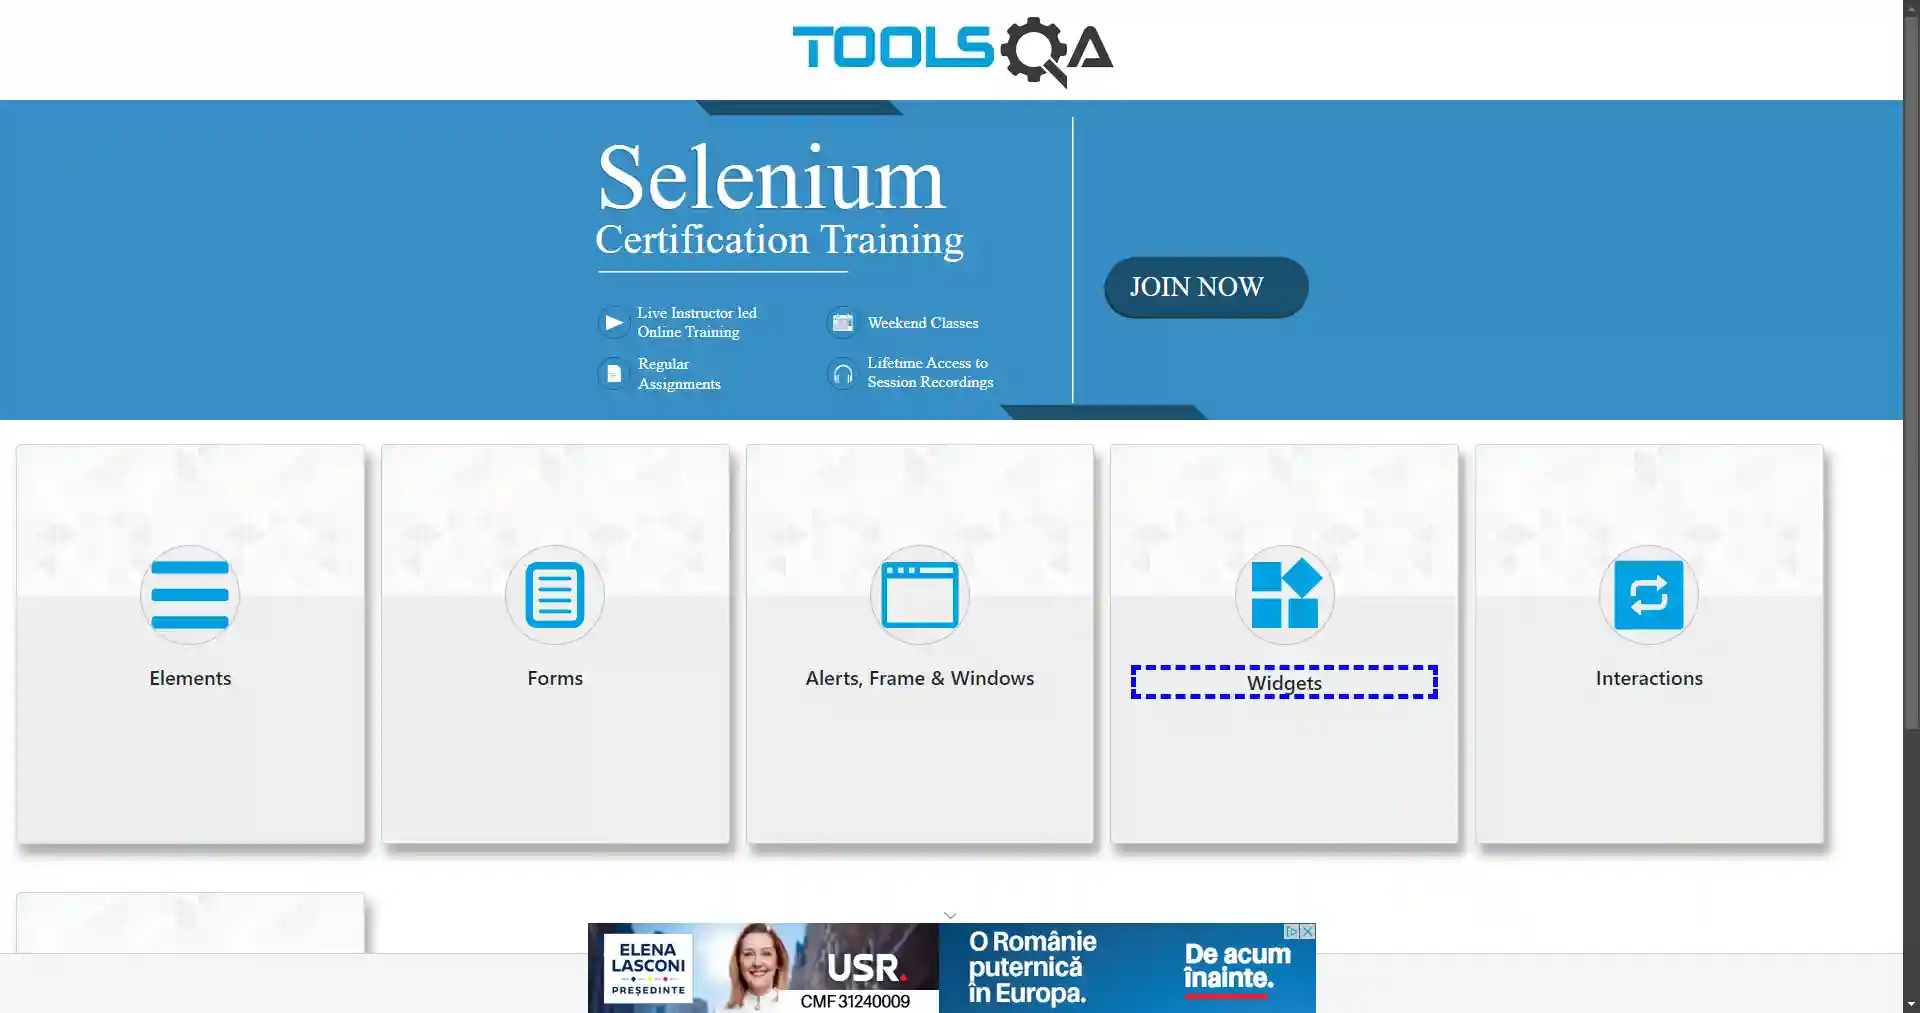 TOOLSQA
Selenium
Certification Training
JOIN NOW
Live Instructor led
Online Training
Weekend Classes
Regular
Assignments
Lifetime Access to
Session Recordings
Elements
Forms
Alerts, Frame & Windows
Widgets
Interactions
ELENA
LASCONI
PREȘEDINTE
USR.
CMF 31240009
O Românie
puternică
în Europa.
De acum
înainte.